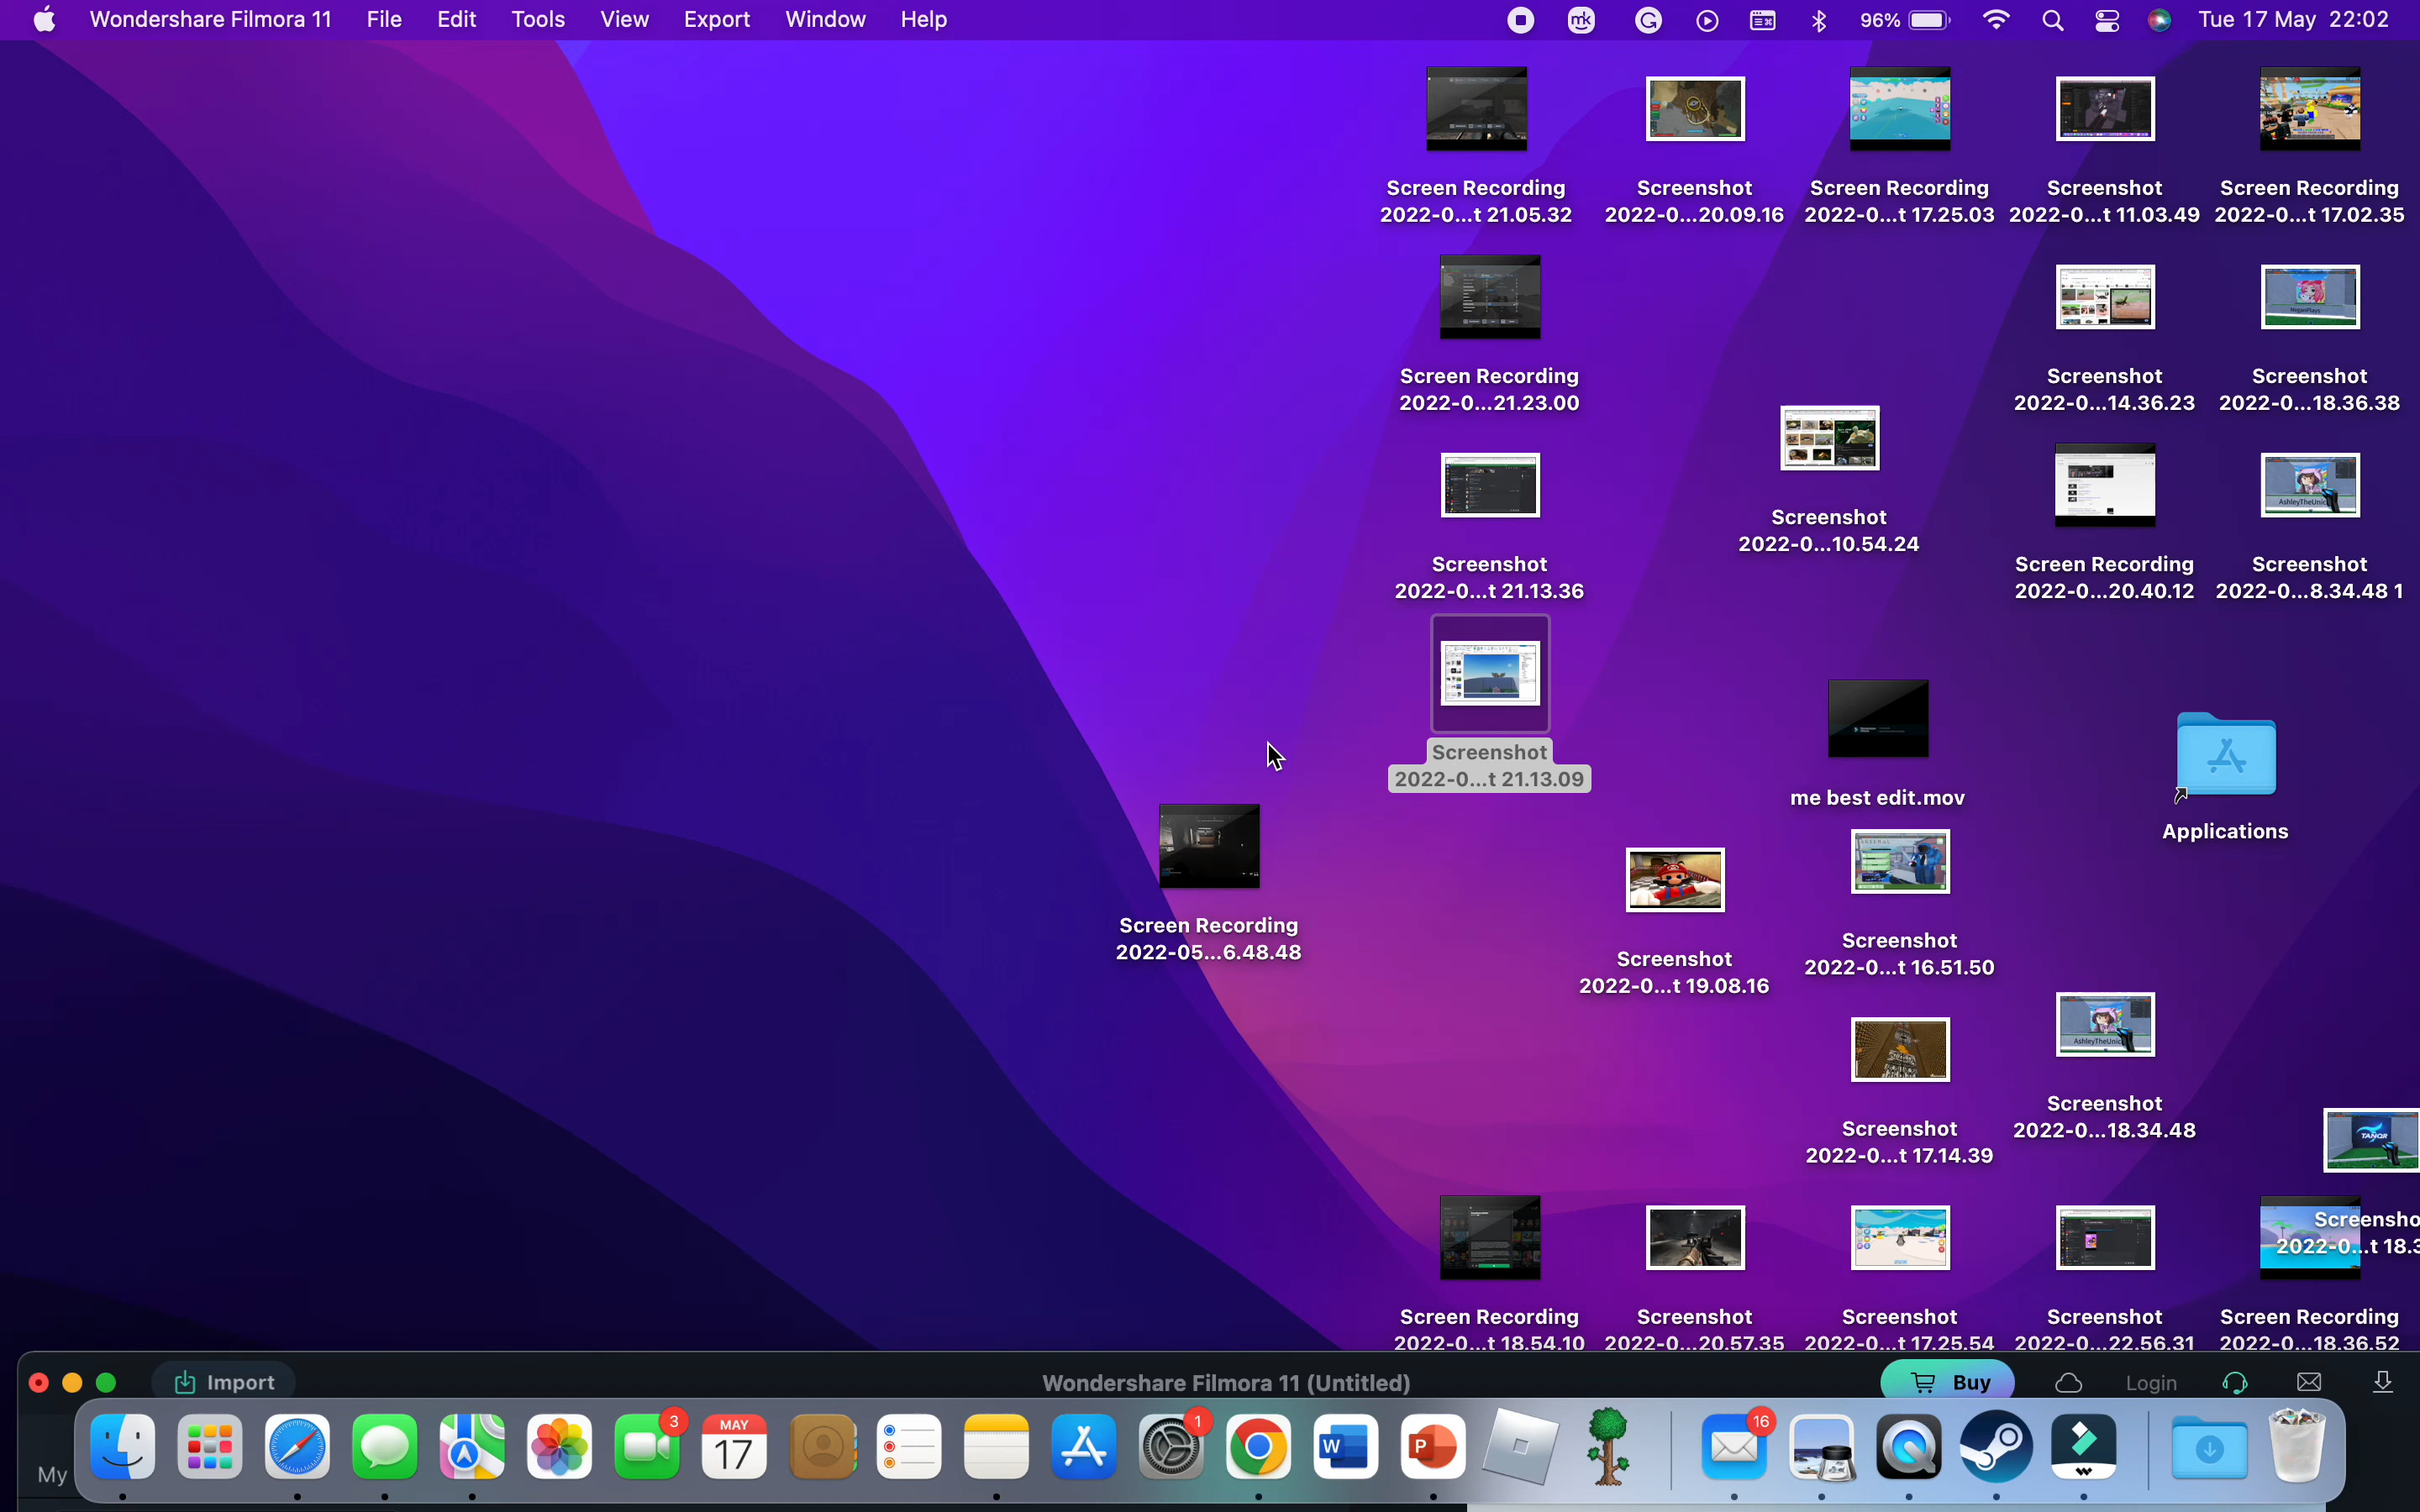 Wondershare Filmora 11 File Edit Tools View Export Window Help 96% Tue 17 May 22:02
Screen Recording
2022-0...t 21.05.32
Screenshot
2022-0...20.09.16
Screen Recording
2022-0...t 17.25.03
Screenshot
2022-0...t 11.03.49
Screen Recording
2022-0...t 17.02.35
Screen Recording
2022-0...21.23.00
Screenshot
2022-0...14.36.23
Screenshot
2022-0...18.36.38
Screenshot
2022-0...10.54.24
Screenshot
2022-0...t 21.13.36
Screen Recording
2022-0...20.40.12
AshleyTheUnic
Screenshot
2022-0...8.34.48 1
Screenshot
2022-0...t 21.13.09
me best edit.mov
Applications
Screen Recording
2022-05...6.48.48
Screenshot
2022-0...t 19.08.16
Screenshot
2022-0...t 16.51.50
Screenshot
2022-0...t 17.14.39
AshleyTheUnic
Screenshot
2022-0...18.34.48
TANQR
Screensho
2022-0...t 18.3
Screen Recording
2022-0...t 18.54.10
Screenshot
2022-0...20.57.35
Screenshot
2022-0...t 17.25.54
Screenshot
2022-0...22.56.31
Screen Recording
2022-0...18.36.52
Import Wondershare Filmora 11 (Untitled) Buy Login
My
3
MAY
17
1
W
P
16